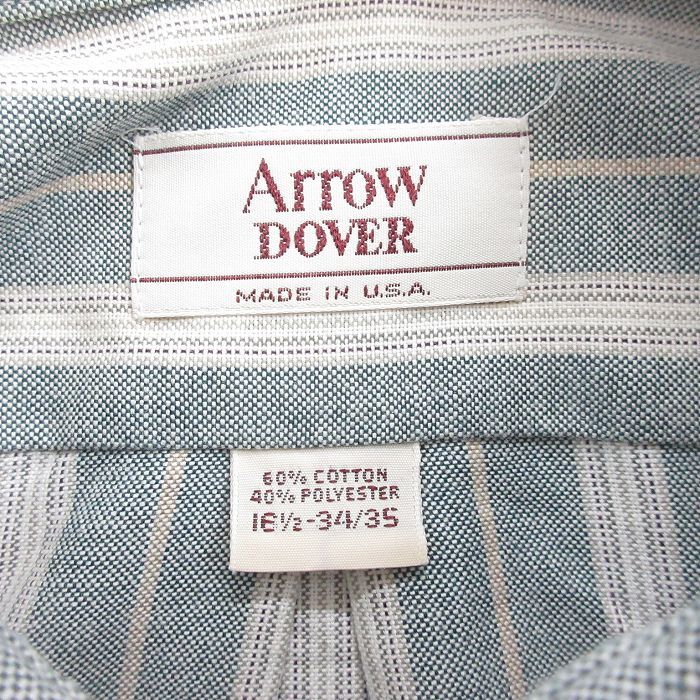 Arrow
DOVER
MADE IN U.S.A.
60% COTTON
40% POLYESTER
16½-34/35